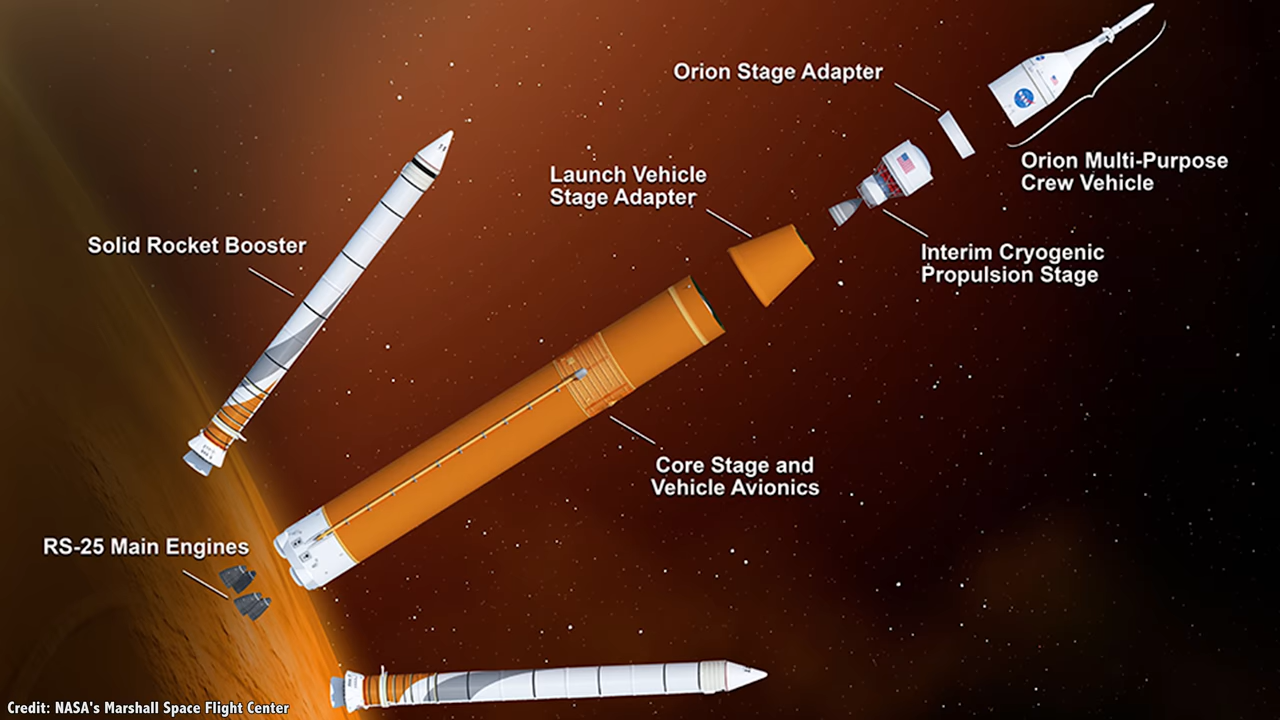 Orion Stage Adapter
Orion Multi-Purpose
Crew Vehicle
Launch Vehicle
Stage Adapter
Solid Rocket Booster
Interim Cryogenic
Propulsion Stage
Core Stage and
Vehicle Avionics
RS-25 Main Engines
Credit: NASA's Marshall Space Flight Center
NASA